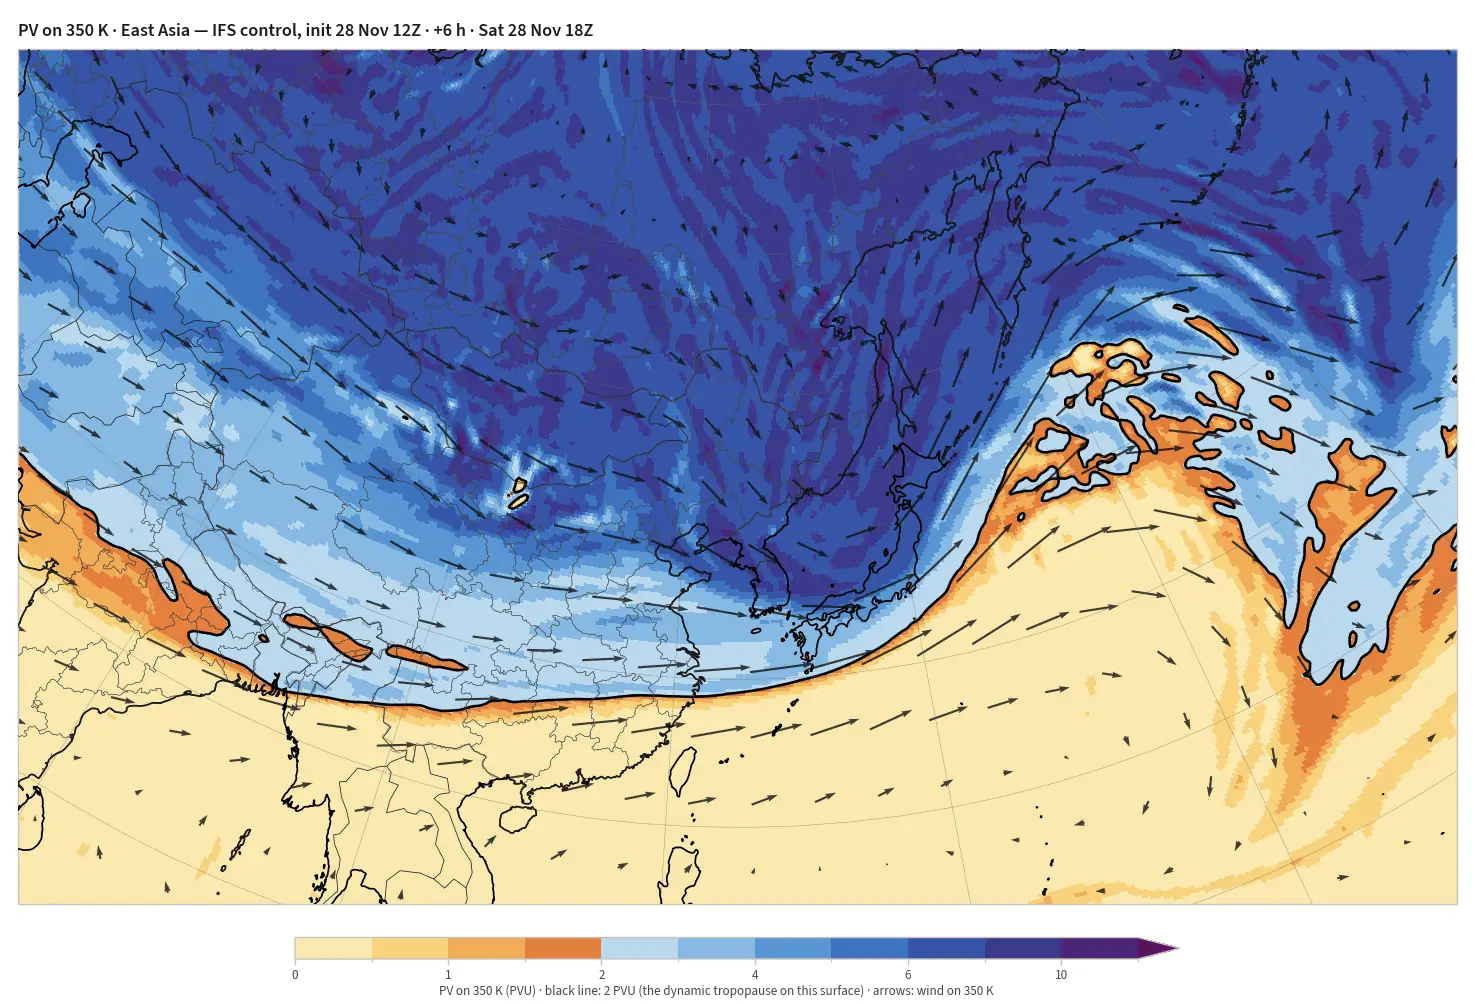 PV on 350 K · East Asia — IFS control, init 28 Nov 12Z · +6 h · Sat 28 Nov 18Z
0 1 2 4 6 10
PV on 350 K (PVU) · black line: 2 PVU (the dynamic tropopause on this surface) · arrows: wind on 350 K